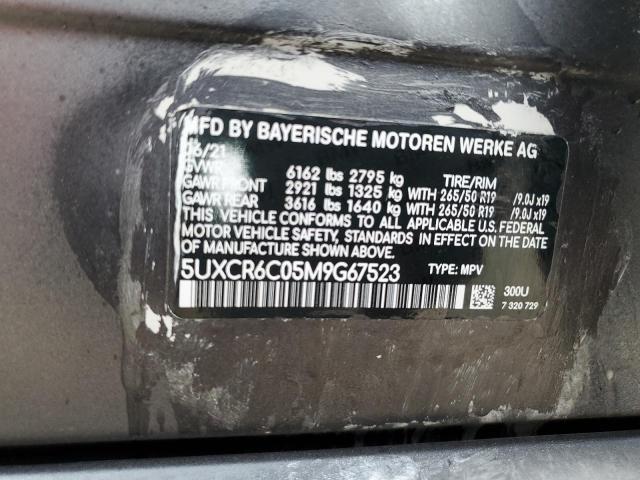 MFD BY BAYERISCHE MOTOREN WERKE AG
06/21
GVWR 6162 lbs 2795 kg TIRE/RIM
GAWR FRONT 2921 lbs 1325 kg WITH 265/50 R19 /9.0J x19
GAWR REAR 3616 lbs 1640 kg WITH 265/50 R19 /9.0J x19
THIS VEHICLE CONFORMS TO ALL APPLICABLE U.S. FEDERAL
MOTOR VEHICLE SAFETY STANDARDS IN EFFECT ON THE DATE
OF MANUFACTURE SHOWN ABOVE.
5UXCR6C05M9G67523 TYPE: MPV
300U
7 320 729